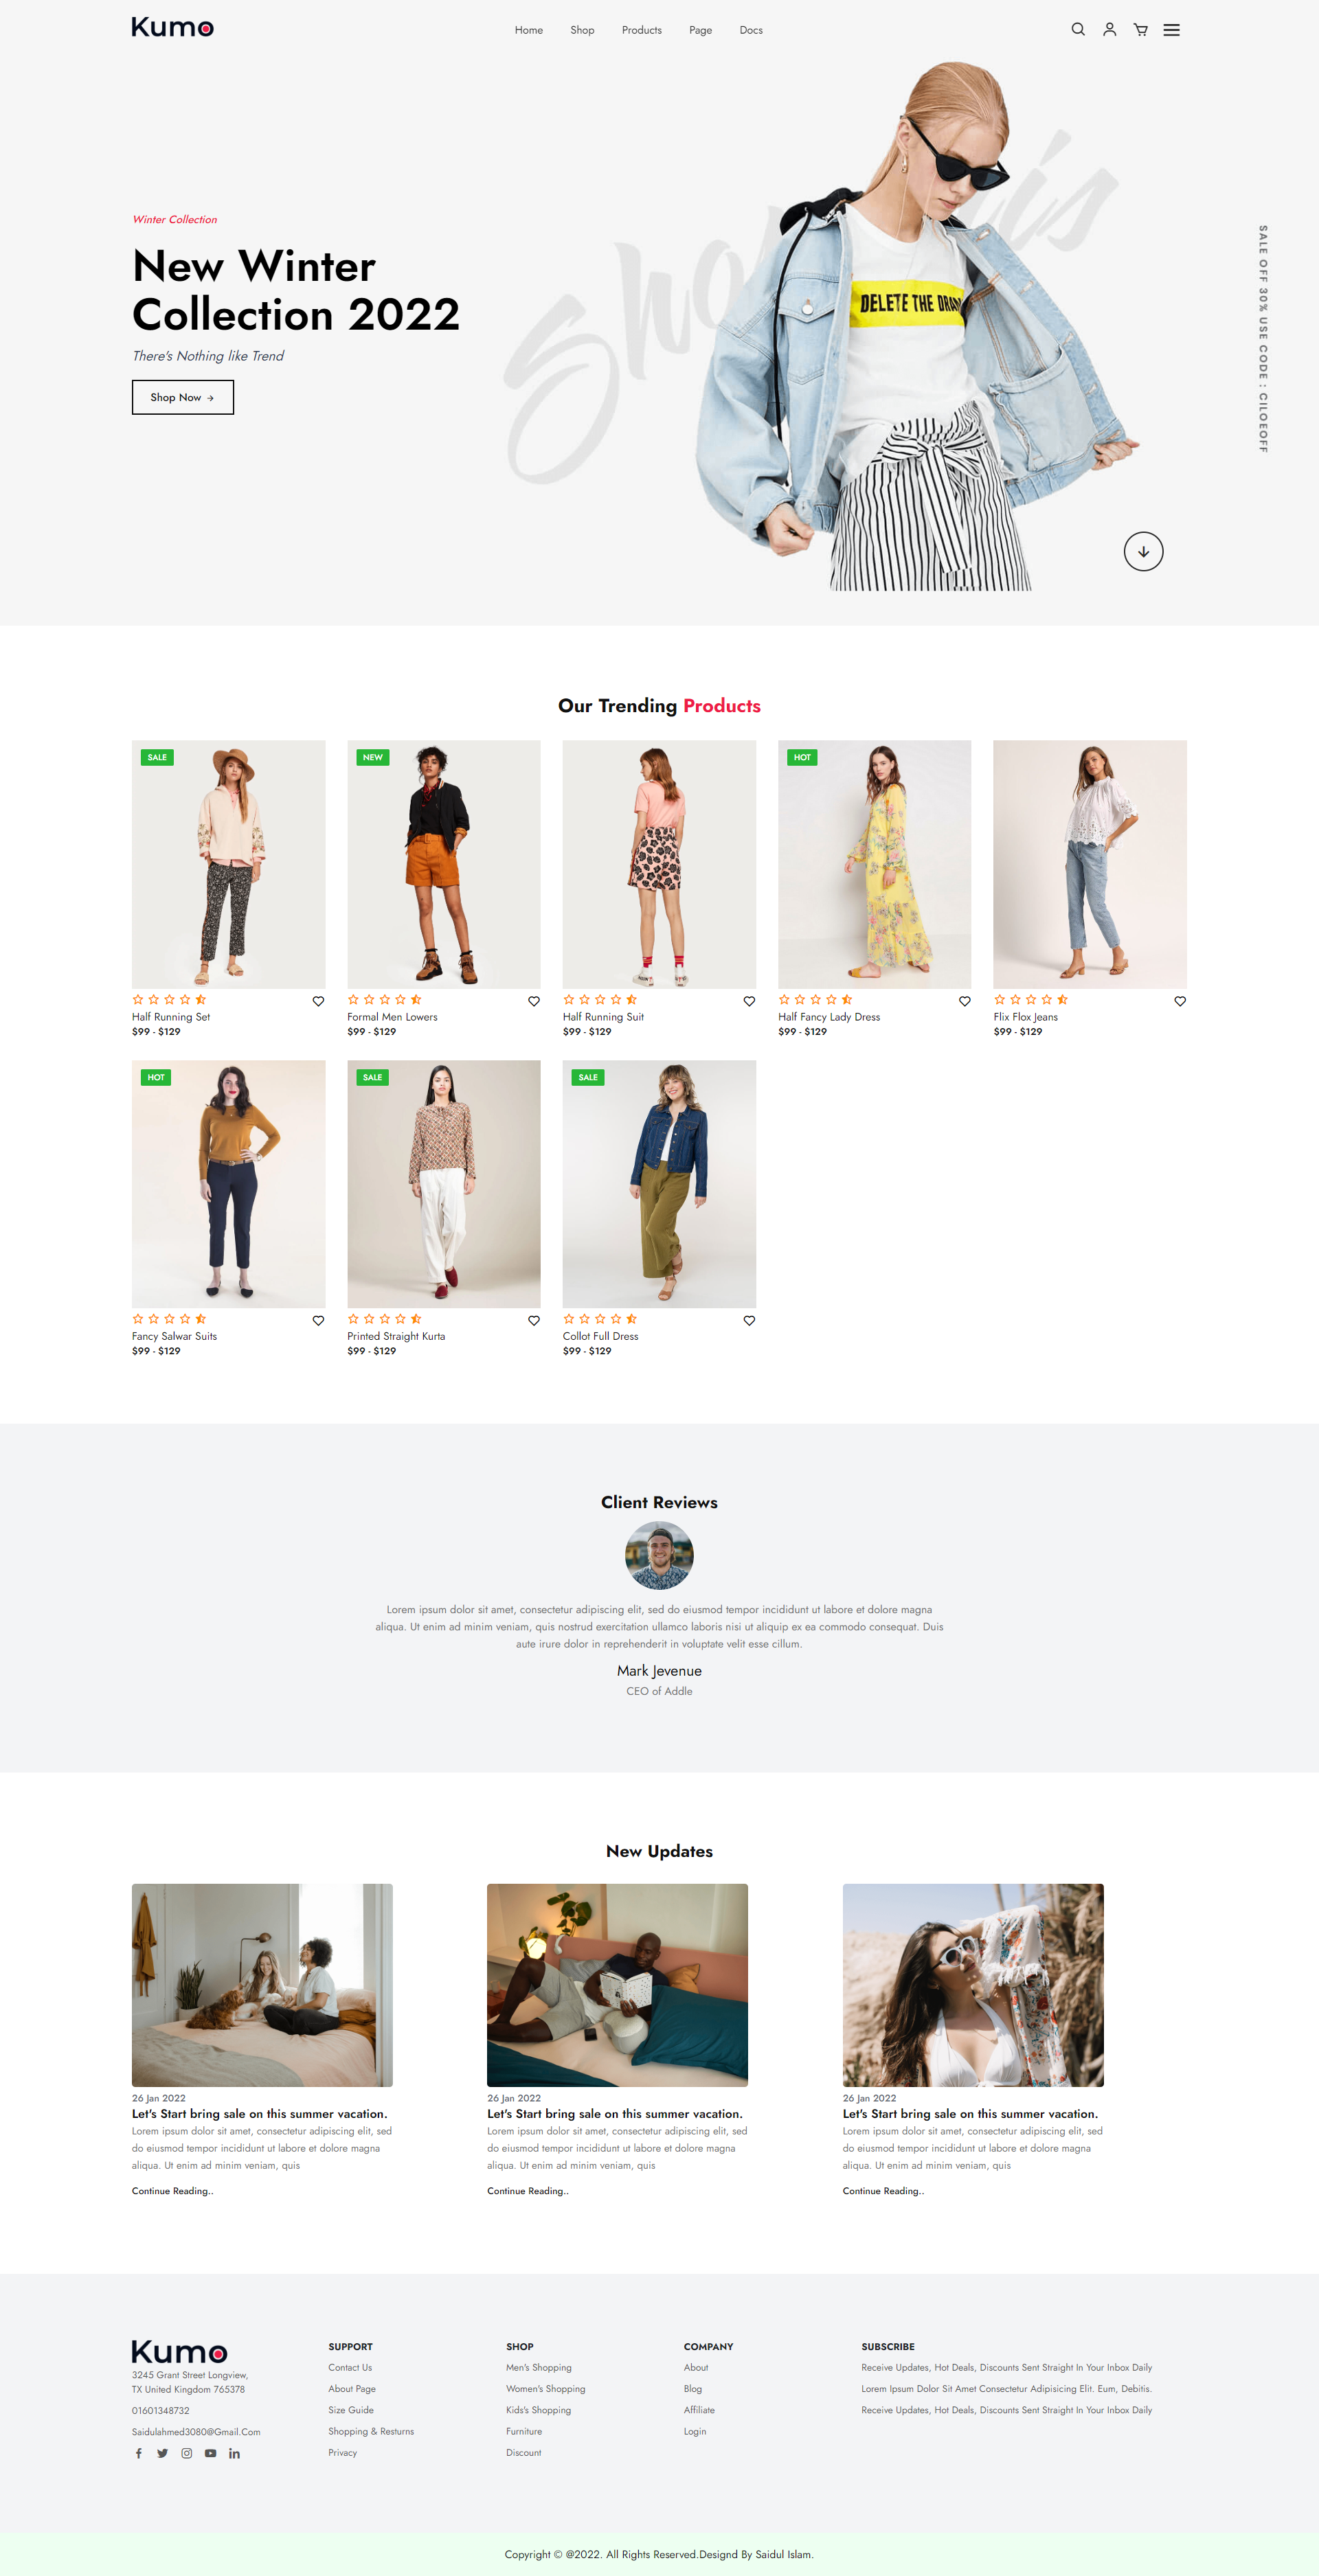 Kumo
Home Shop Products Page Docs
Sho is
Winter Collection
New Winter
Collection 2022
There's Nothing like Trend
Shop Now →
DELETE THE DRAM
SALE OFF 30% USE CODE : CILOEOFF
Our Trending Products
SALE
NEW
HOT
Half Running Set
$99 - $129
Formal Men Lowers
$99 - $129
Half Running Suit
$99 - $129
Half Fancy Lady Dress
$99 - $129
Flix Flox Jeans
$99 - $129
HOT
SALE
SALE
Fancy Salwar Suits
$99 - $129
Printed Straight Kurta
$99 - $129
Collot Full Dress
$99 - $129
Client Reviews
Lorem ipsum dolor sit amet, consectetur adipiscing elit, sed do eiusmod tempor incididunt ut labore et dolore magna
aliqua. Ut enim ad minim veniam, quis nostrud exercitation ullamco laboris nisi ut aliquip ex ea commodo consequat. Duis
aute irure dolor in reprehenderit in voluptate velit esse cillum.
Mark Jevenue
CEO of Addle
New Updates
26 Jan 2022
Let's Start bring sale on this summer vacation.
Lorem ipsum dolor sit amet, consectetur adipiscing elit, sed
do eiusmod tempor incididunt ut labore et dolore magna
aliqua. Ut enim ad minim veniam, quis
Continue Reading..
26 Jan 2022
Let's Start bring sale on this summer vacation.
Lorem ipsum dolor sit amet, consectetur adipiscing elit, sed
do eiusmod tempor incididunt ut labore et dolore magna
aliqua. Ut enim ad minim veniam, quis
Continue Reading..
26 Jan 2022
Let's Start bring sale on this summer vacation.
Lorem ipsum dolor sit amet, consectetur adipiscing elit, sed
do eiusmod tempor incididunt ut labore et dolore magna
aliqua. Ut enim ad minim veniam, quis
Continue Reading..
Kumo
3245 Grant Street Longview,
TX United Kingdom 765378
01601348732
Saidulahmed3080@Gmail.Com
SUPPORT
Contact Us
About Page
Size Guide
Shopping & Resturns
Privacy
SHOP
Men's Shopping
Women's Shopping
Kid's Shopping
Furniture
Discount
COMPANY
About
Blog
Affiliate
Login
SUBSCRIBE
Receive Updates, Hot Deals, Discounts Sent Straight In Your Inbox Daily
Lorem Ipsum Dolor Sit Amet Consectetur Adipisicing Elit. Eum, Debitis.
Receive Updates, Hot Deals, Discounts Sent Straight In Your Inbox Daily
Copyright © @2022. All Rights Reserved.Designd By Saidul Islam.